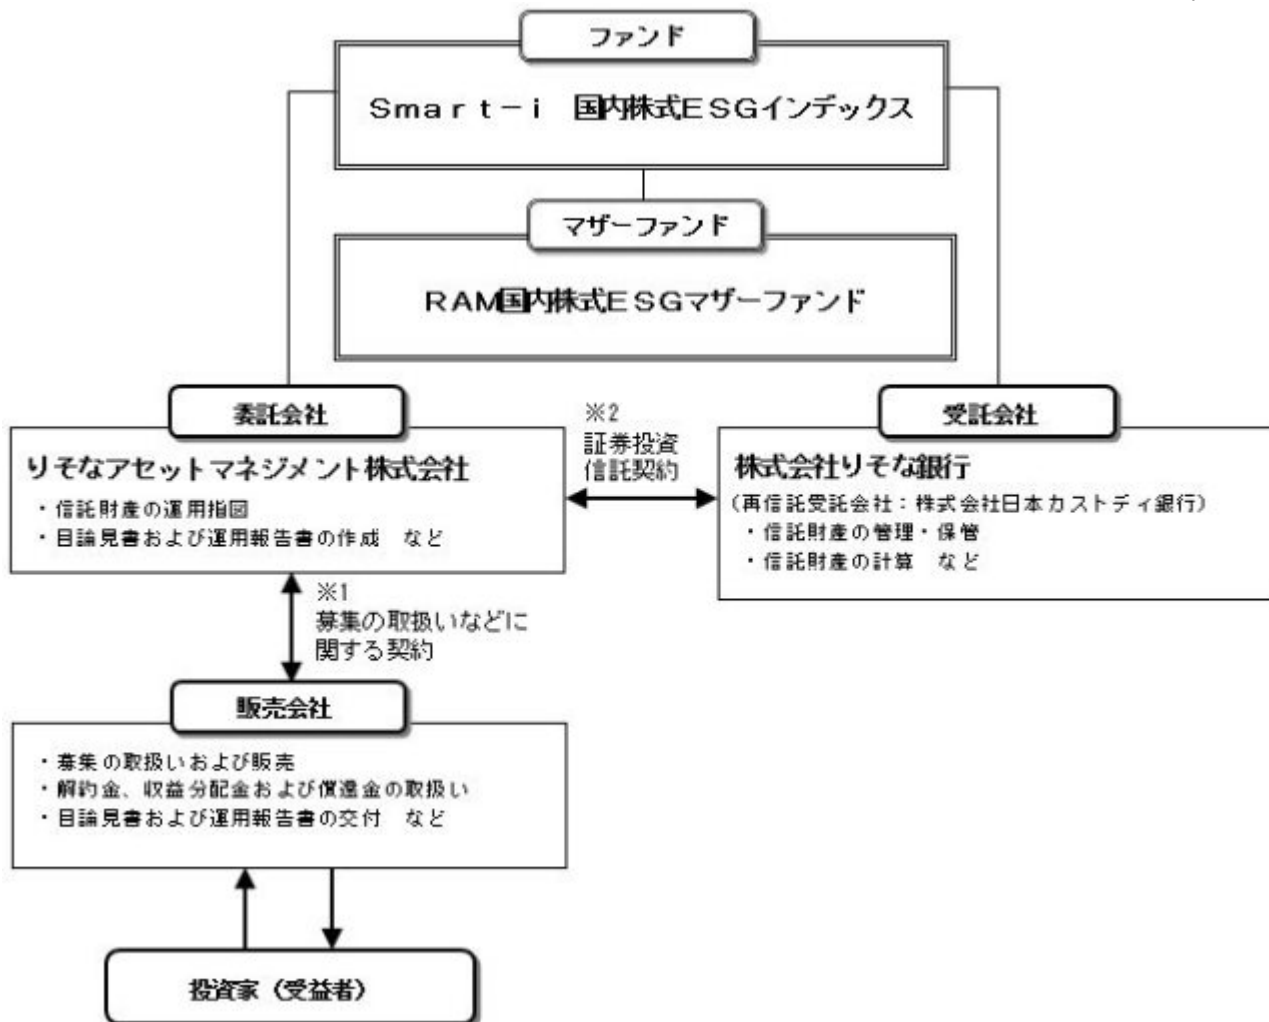 ファンド
Ｓｍａｒｔ－ｉ　国内株式ＥＳＧインデックス
マザーファンド
ＲＡＭ国内株式ＥＳＧマザーファンド
委託会社
りそなアセットマネジメント株式会社
・信託財産の運用指図
・目論見書および運用報告書の作成　など
※2
証券投資
信託契約
受託会社
株式会社りそな銀行
（再信託受託会社：株式会社日本カストディ銀行）
・信託財産の管理・保管
・信託財産の計算　など
※1
募集の取扱いなどに
関する契約
販売会社
・募集の取扱いおよび販売
・解約金、収益分配金および償還金の取扱い
・目論見書および運用報告書の交付　など
投資家（受益者）